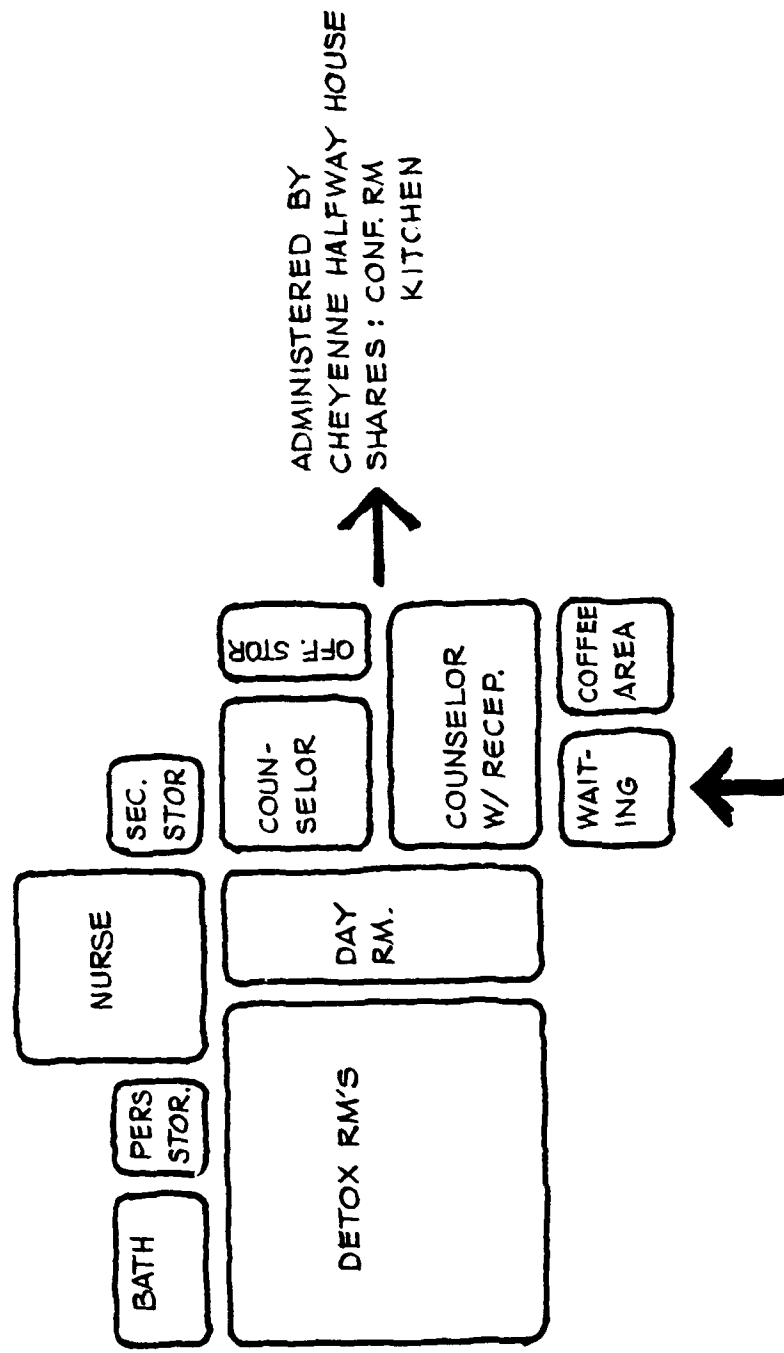 NURSE
BATH
PERS
STOR.
SEC.
STOR
DETOX RM'S
DAY
RM.
COUN-
SELOR
OFF. STOR
COUNSELOR
W/ RECEP.
WAIT-
ING
COFFEE
AREA
ADMINISTERED BY
CHEYENNE HALFWAY HOUSE
SHARES: CONF. RM
KITCHEN